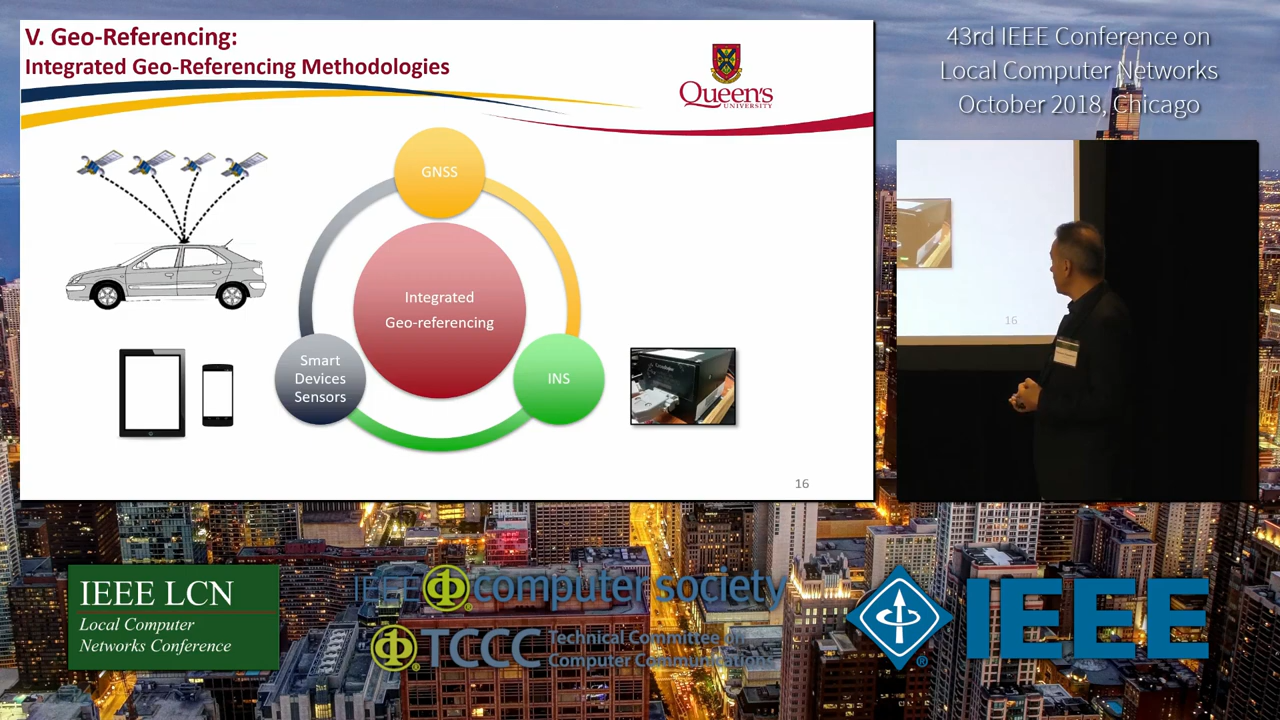 V. Geo-Referencing:
Integrated Geo-Referencing Methodologies
Queen's
UNIVERSITY
GNSS
Integrated
Geo-referencing
Smart
Devices
Sensors
INS
16
43rd IEEE Conference on
Local Computer Networks
October 2018, Chicago
16
IEEE LCN
Local Computer
Networks Conference
IEEE computer society
TCCC Technical Committee on
Computer Communications
IEEE